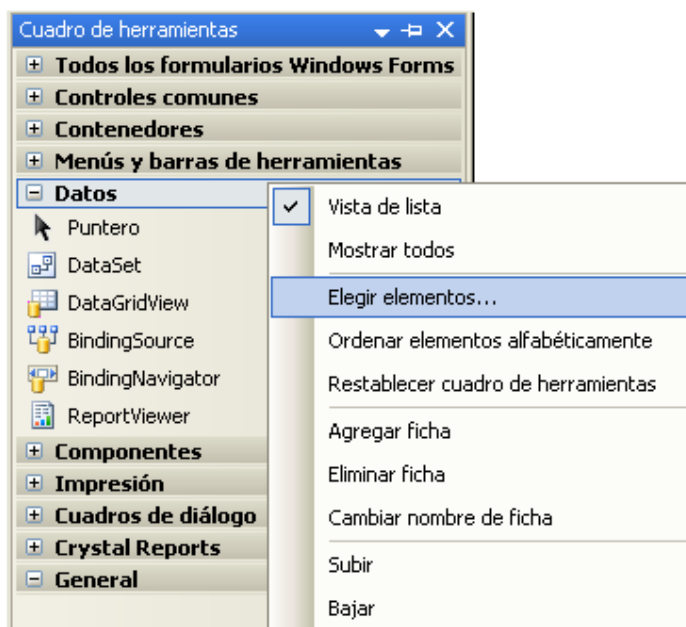 Cuadro de herramientas
Todos los formularios Windows Forms
Controles comunes
Contenedores
Menús y barras de herramientas
Datos
Puntero
DataSet
DataGridView
BindingSource
BindingNavigator
ReportViewer
Componentes
Impresión
Cuadros de diálogo
Crystal Reports
General
Vista de lista
Mostrar todos
Elegir elementos...
Ordenar elementos alfabéticamente
Restablecer cuadro de herramientas
Agregar ficha
Eliminar ficha
Cambiar nombre de ficha
Subir
Bajar